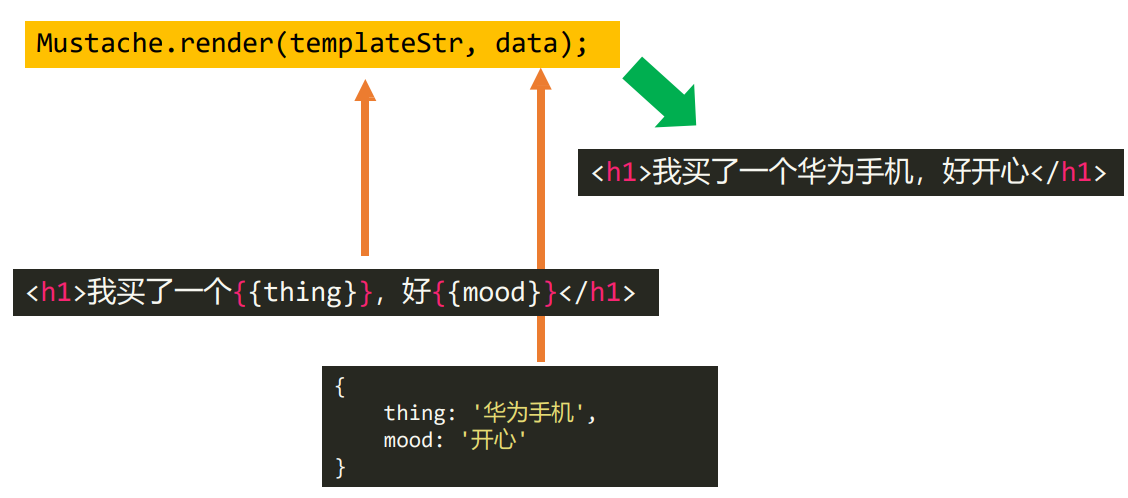 Mustache.render(templateStr, data);
<h1>我买了一个华为手机，好开心</h1>
<h1>我买了一个{{thing}}，好{{mood}}</h1>
{
    thing: '华为手机',
    mood: '开心'
}